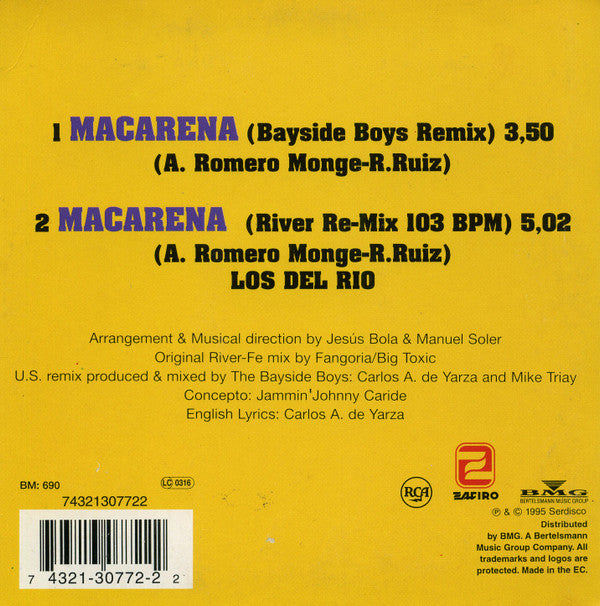 1 MACARENA (Bayside Boys Remix) 3,50
(A. Romero Monge-R.Ruiz)
2 MACARENA (River Re-Mix 103 BPM) 5,02
(A. Romero Monge-R.Ruiz)
LOS DEL RIO
Arrangement & Musical direction by Jesús Bola & Manuel Soler
Original River-Fe mix by Fangoria/Big Toxic
U.S. remix produced & mixed by The Bayside Boys: Carlos A. de Yarza and Mike Triay
Concepto: Jammin'Johnny Caride
English Lyrics: Carlos A. de Yarza
BM: 690
LC 0316
74321307722
7 4321-30772-2 2
RCA
ZAFIRO
BMG
BERTELSMANN MUSIC GROUP
℗ & © 1995 Serdisco
Distributed
by BMG. A Bertelsmann
Music Group Company. All
trademarks and logos are
protected. Made in the EC.